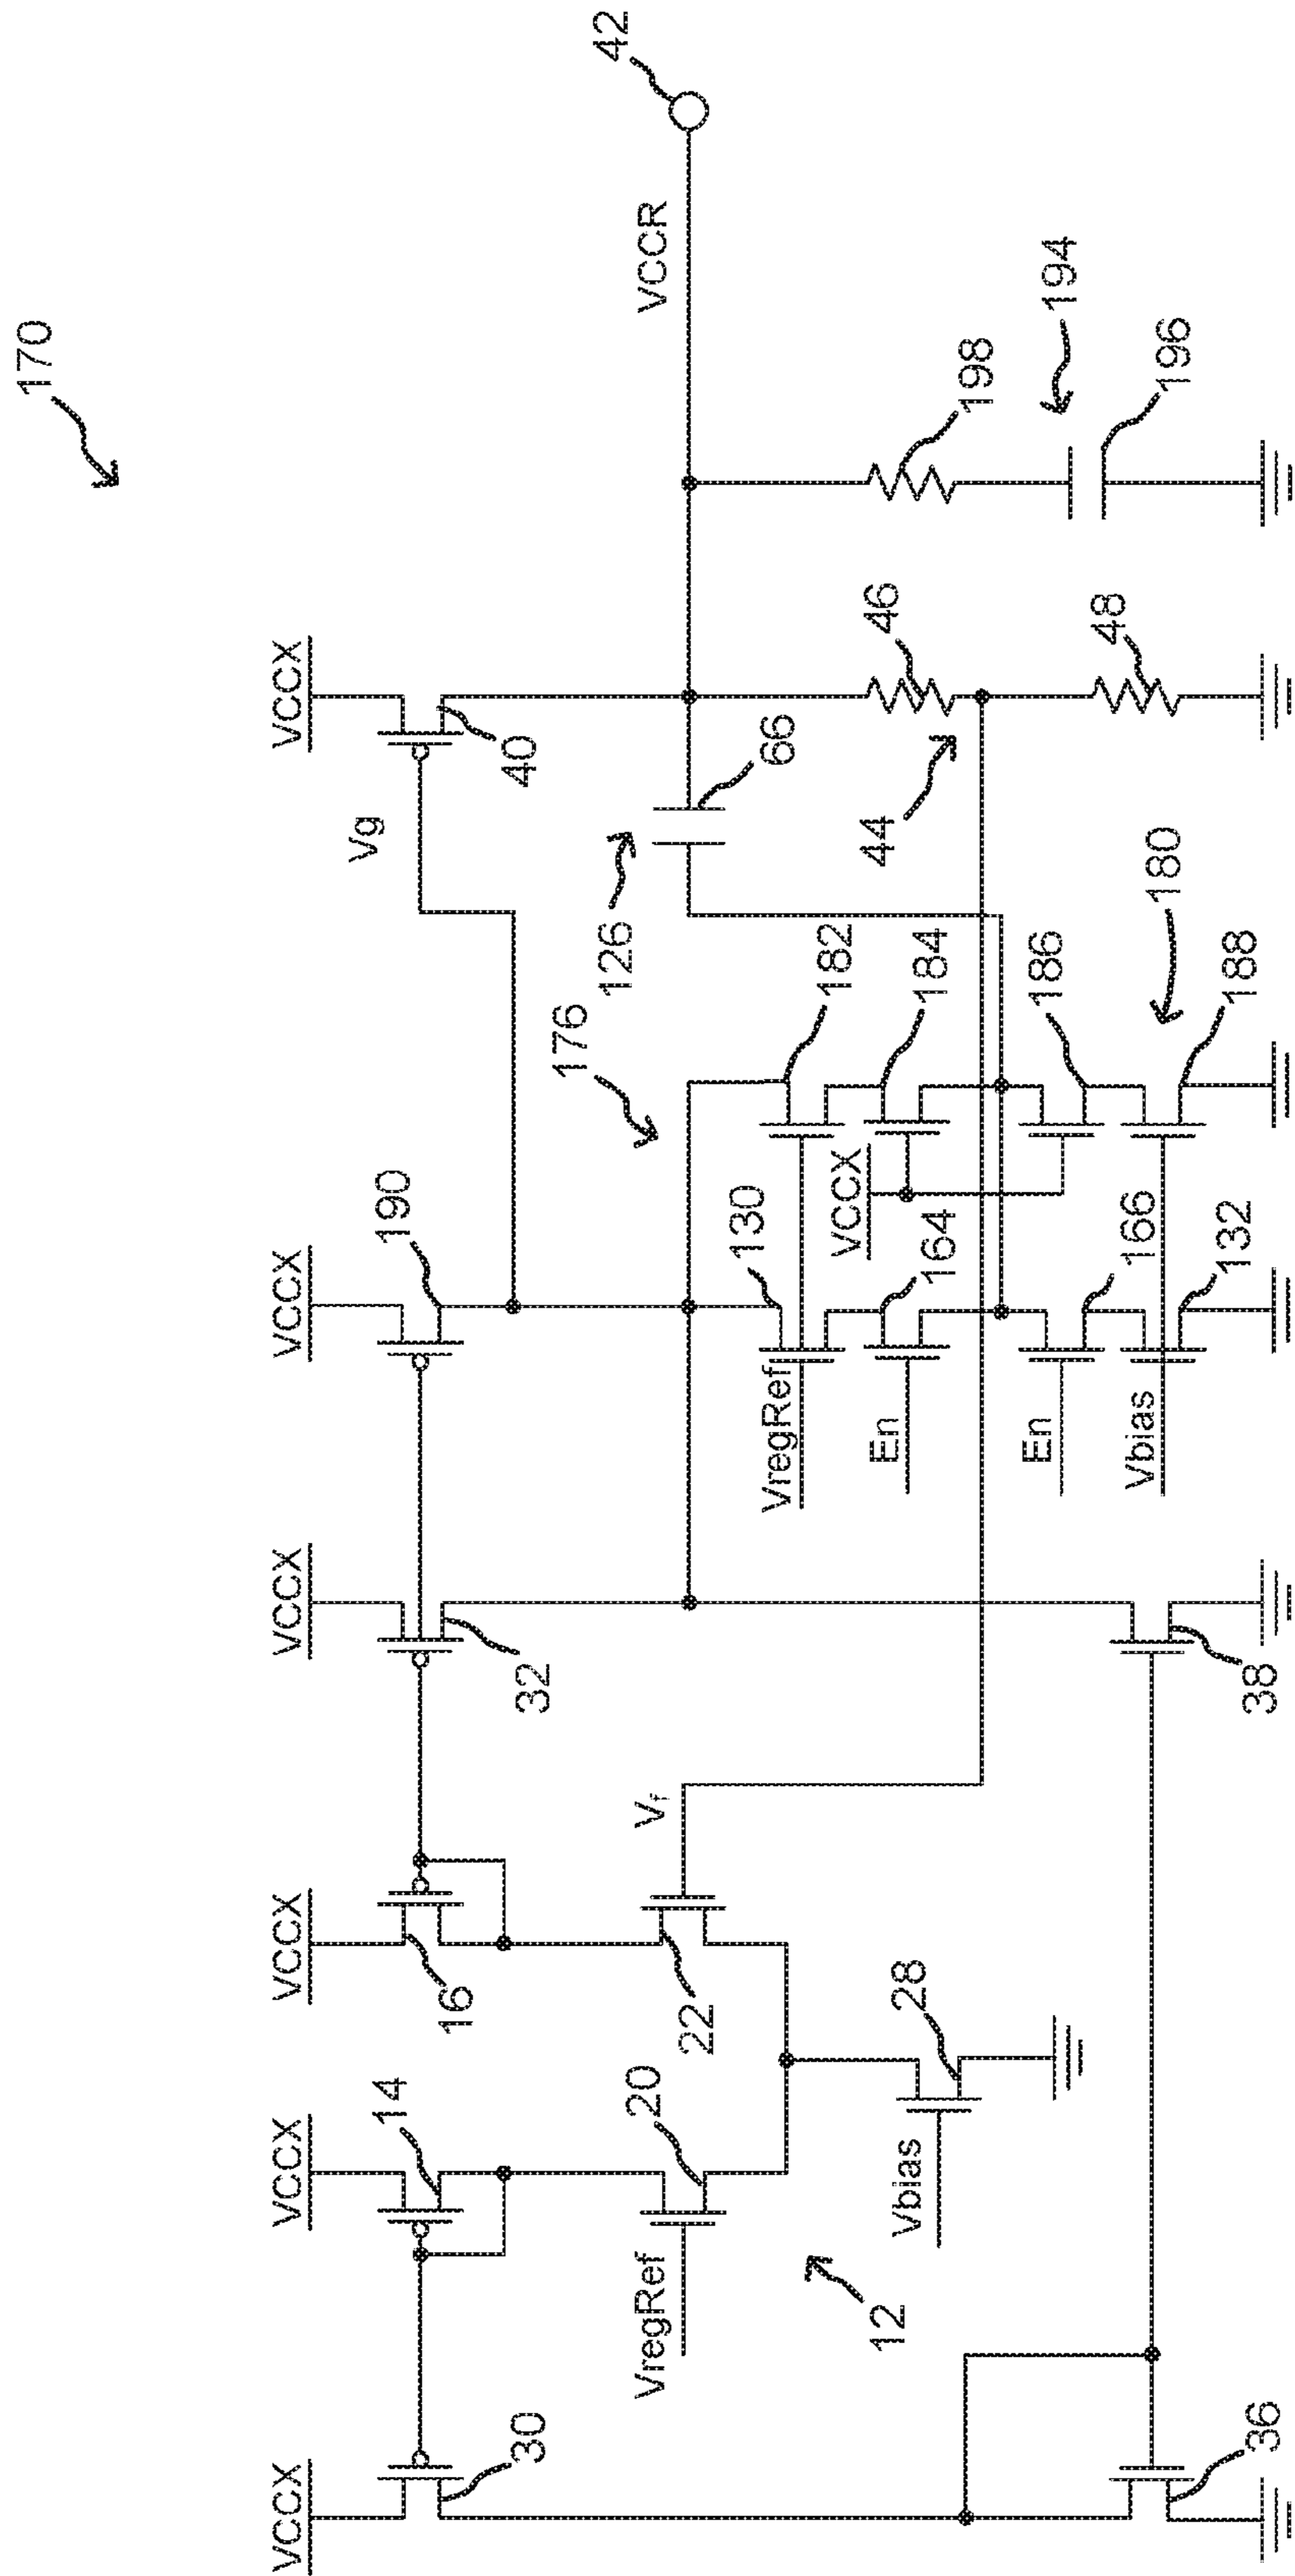 170
VCCX
VCCX
VCCX
VCCX
VCCX
VCCX
30
14
16
32
190
40
Vg
VCCR
42
VregRef
20
22
Vf
176
126
66
12
Vbias
28
VregRef
130
182
VCCX
184
En
164
En
166
186
Vbias
132
180
188
44
46
48
198
194
196
36
38